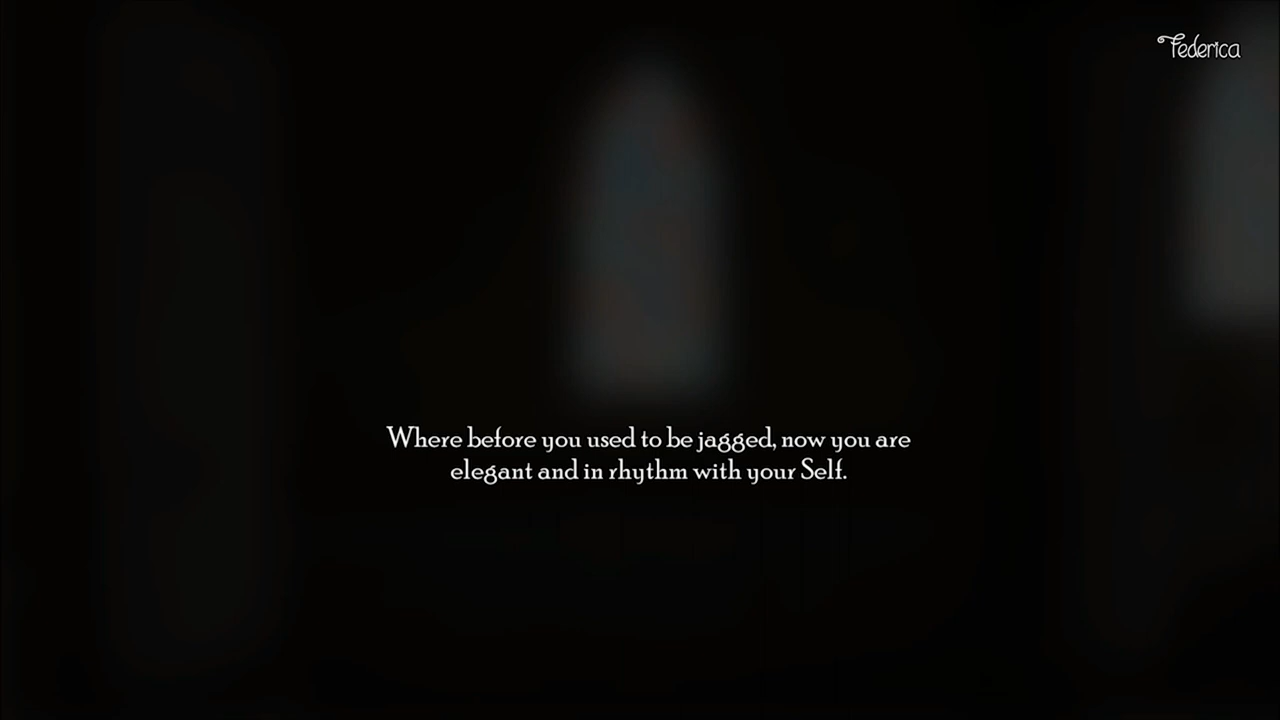 Federica
Where before you used to be jagged, now you are
elegant and in rhythm with your Self.